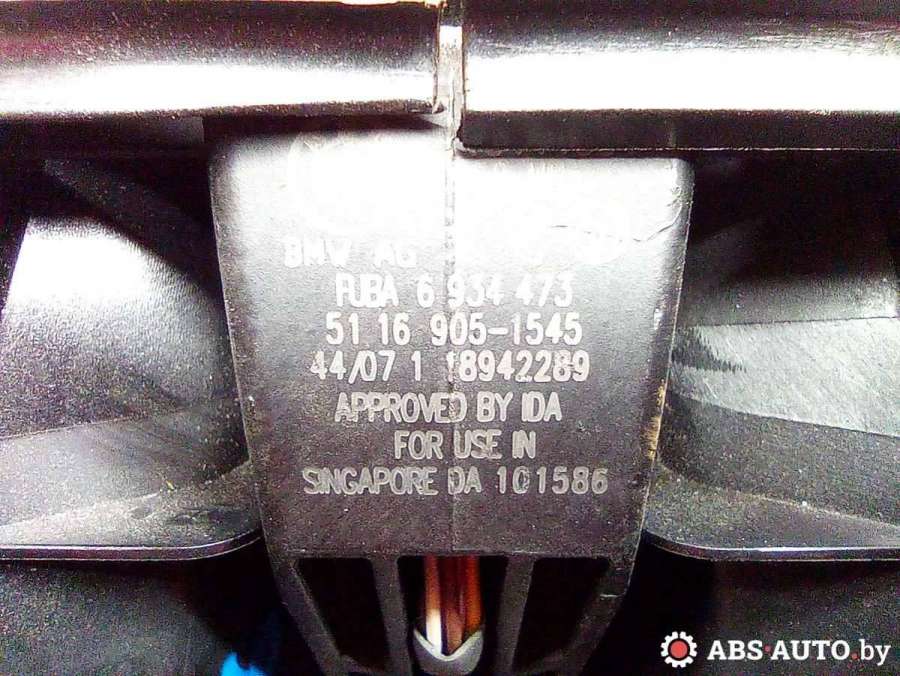 BMW AG
FUBA 6 934 473
51 16 905-1545
44/07 1 18942289
APPROVED BY IDA
FOR USE IN
SINGAPORE DA 101586
ABS-AUTO.by